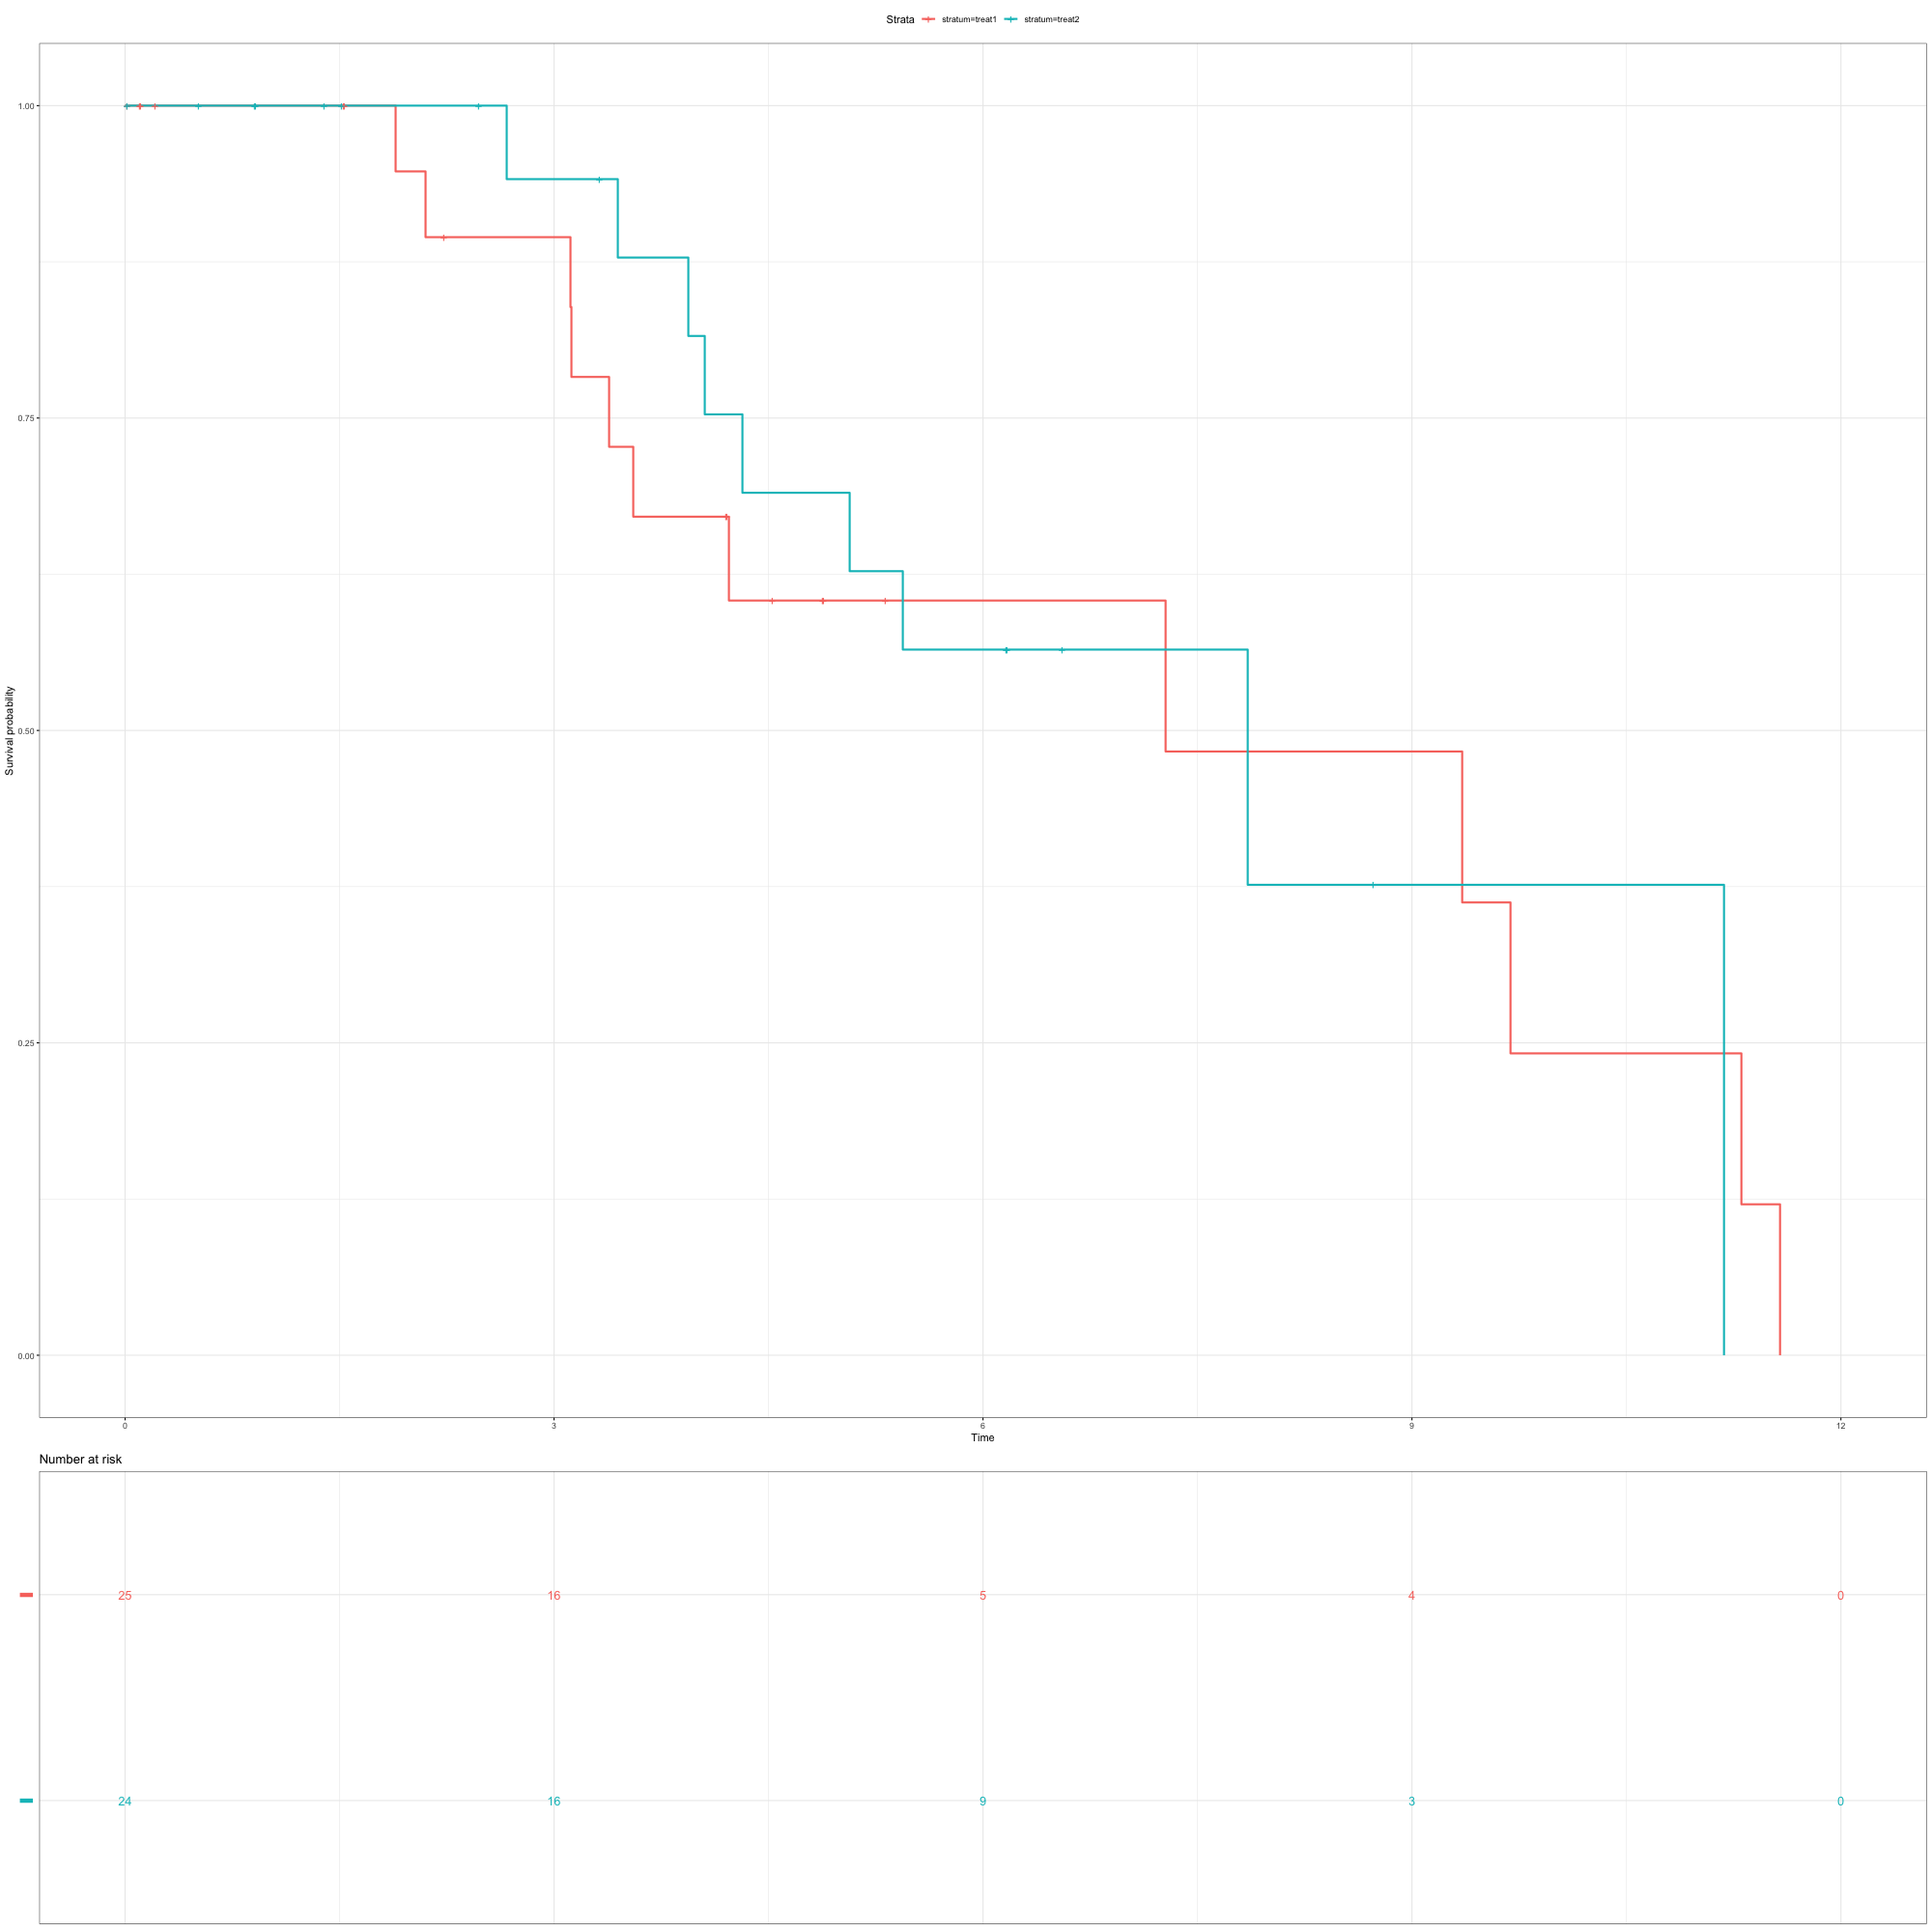 Strata stratum=treat1 stratum=treat2
1.00
0.75
0.50
0.25
0.00
Survival probability
0 3 6 9 12
Time
Number at risk
25 16 5 4 0
24 16 9 3 0